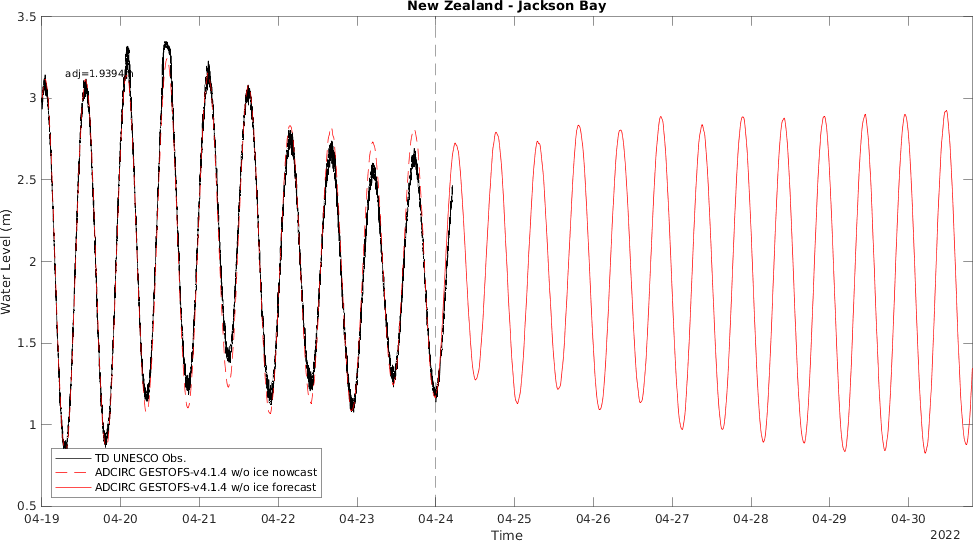 New Zealand - Jackson Bay
3.5
adj=1.9394m
3
2.5
2
1.5
1
0.5
Water Level (m)
TD UNESCO Obs.
ADCIRC GESTOFS-v4.1.4 w/o ice nowcast
ADCIRC GESTOFS-v4.1.4 w/o ice forecast
04-19 04-20 04-21 04-22 04-23 04-24 04-25 04-26 04-27 04-28 04-29 04-30
Time
2022